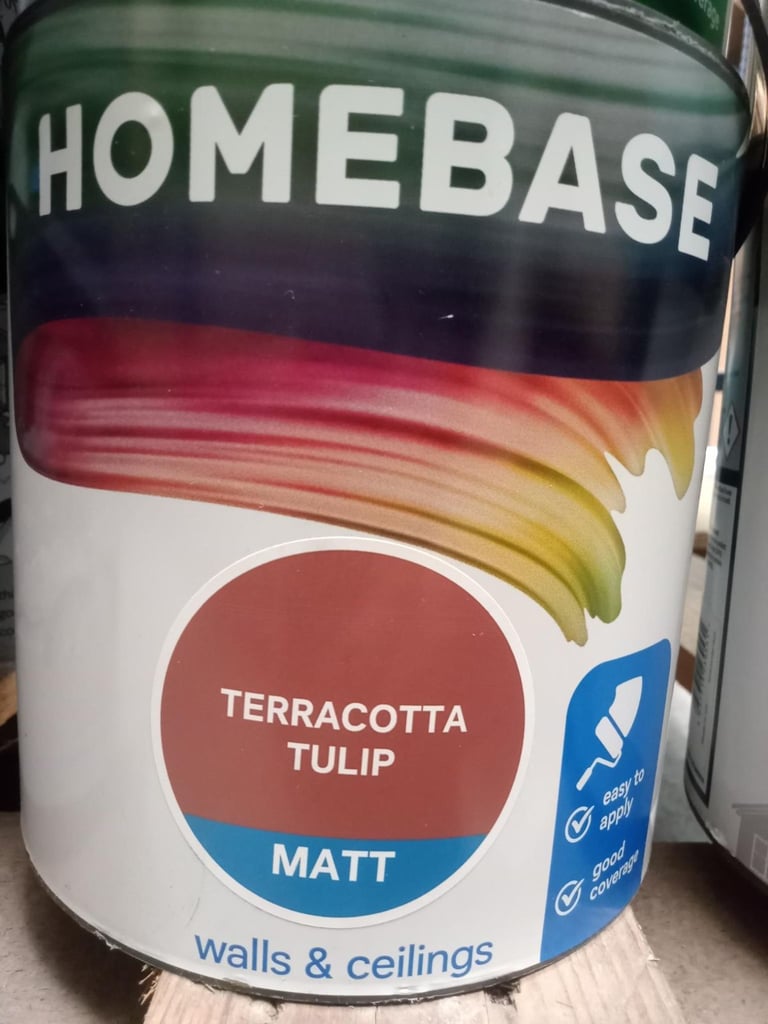 HOMEBASE
TERRACOTTA
TULIP
MATT
easy to
apply
good
coverage
walls & ceilings